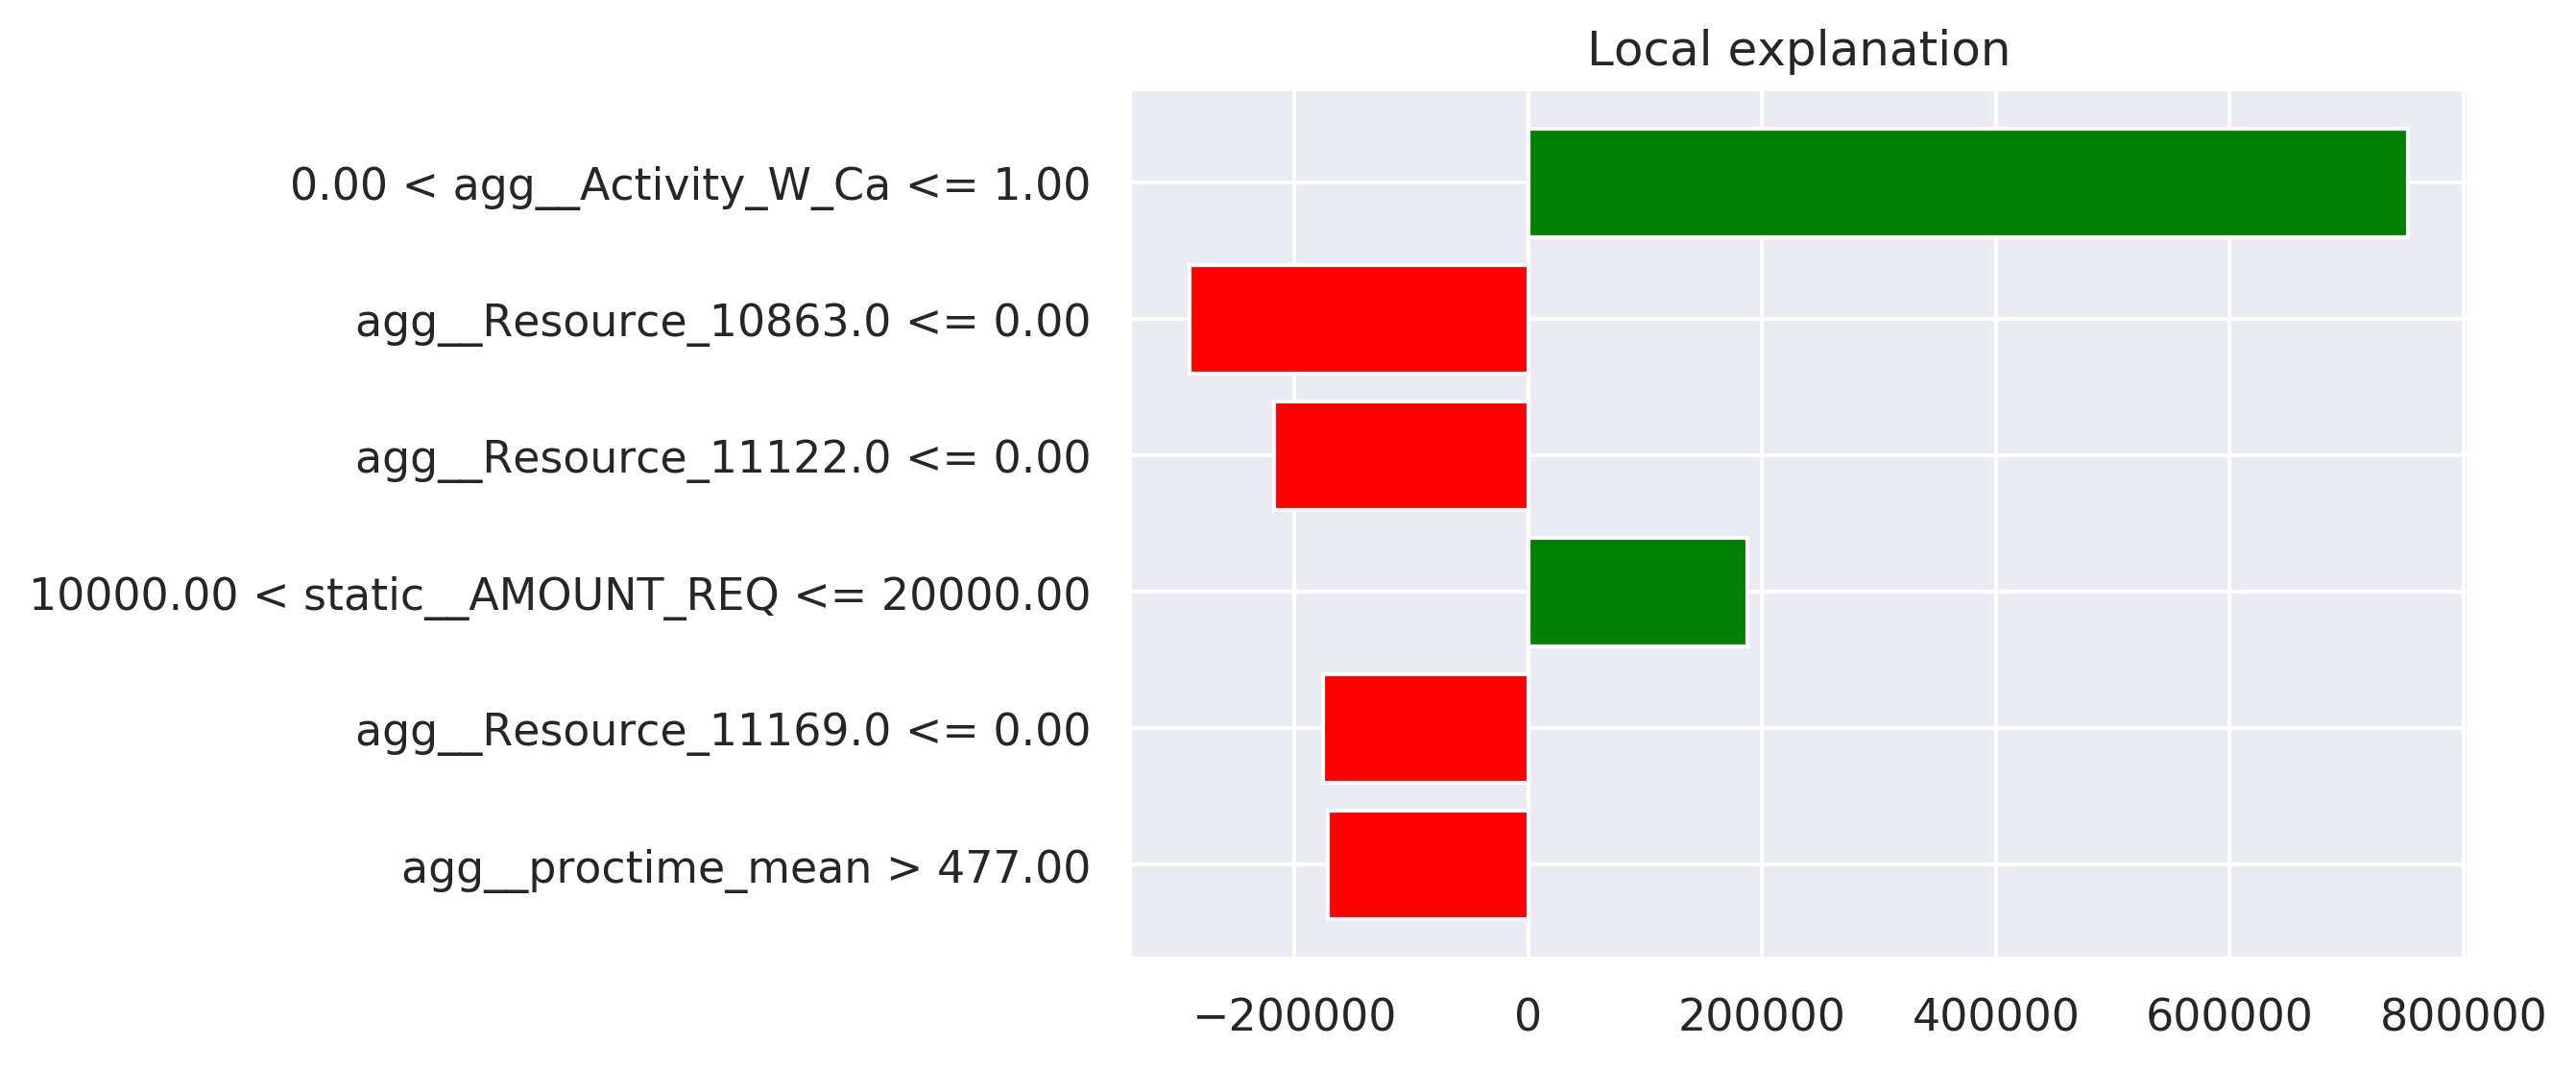 Local explanation
0.00 < agg__Activity_W_Ca <= 1.00
agg__Resource_10863.0 <= 0.00
agg__Resource_11122.0 <= 0.00
10000.00 < static__AMOUNT_REQ <= 20000.00
agg__Resource_11169.0 <= 0.00
agg__proctime_mean > 477.00
−200000 0 200000 400000 600000 800000